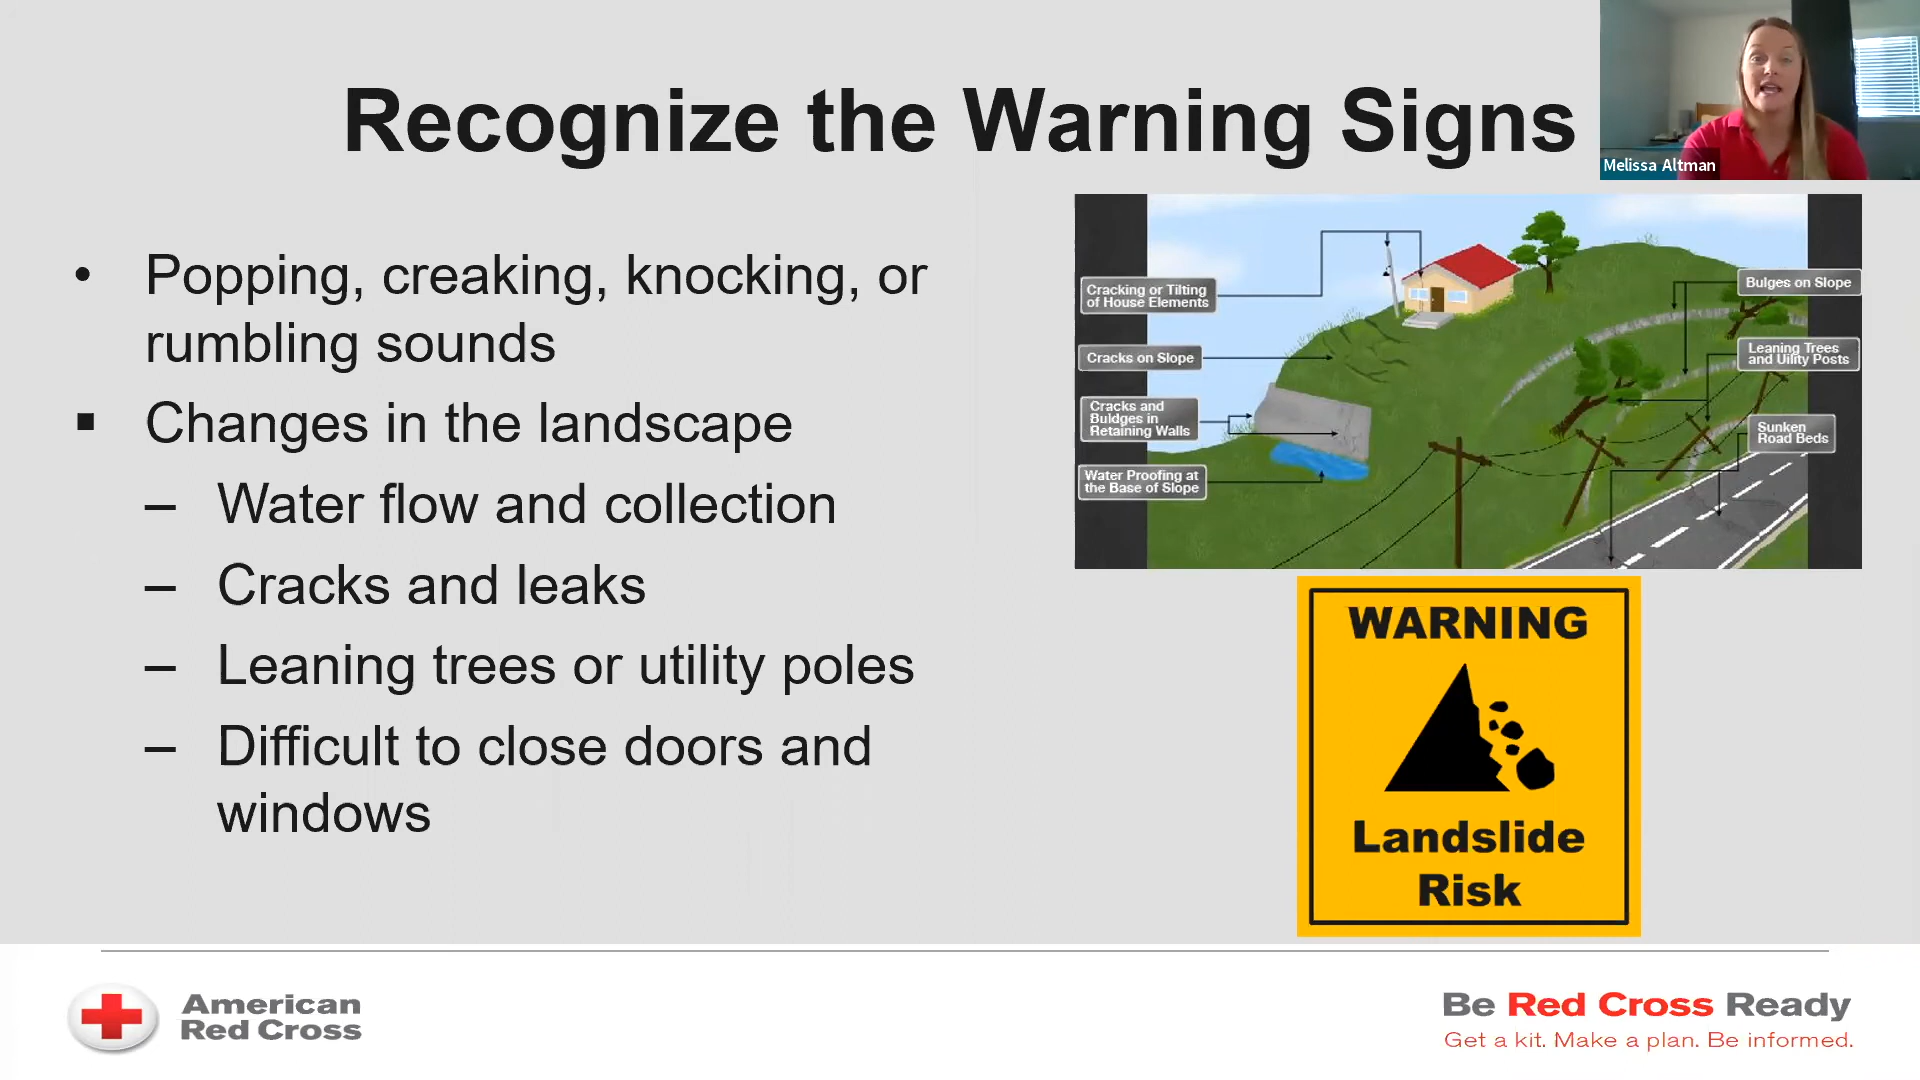 Recognize the Warning Signs
Melissa Altman
• Popping, creaking, knocking, or
rumbling sounds
▪ Changes in the landscape
– Water flow and collection
– Cracks and leaks
– Leaning trees or utility poles
– Difficult to close doors and
windows
Cracking or Tilting
of House Elements
Cracks on Slope
Cracks and
Buldges in
Retaining Walls
Water Proofing at
the Base of Slope
Bulges on Slope
Leaning Trees
and Uility Posts
Sunken
Road Beds
WARNING
Landslide
Risk
American
Red Cross
Be Red Cross Ready
Get a kit. Make a plan. Be informed.